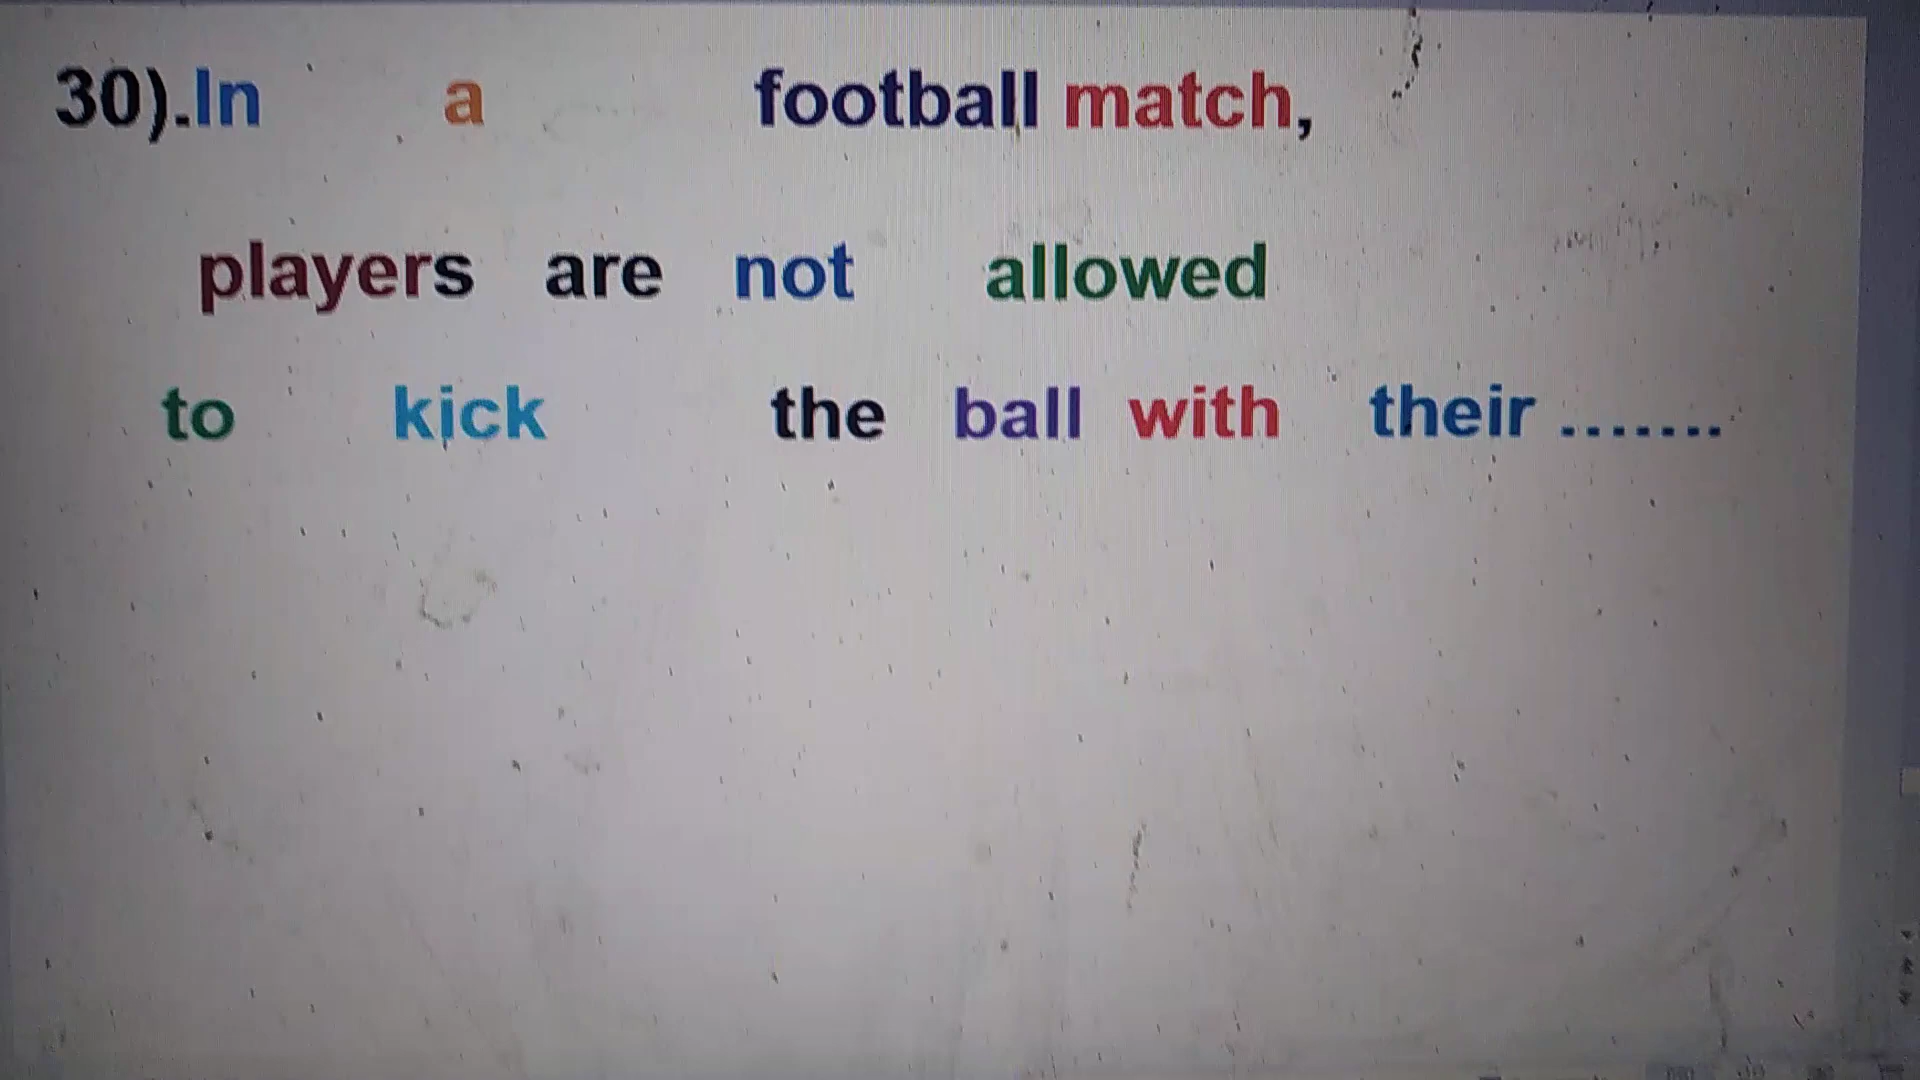 30).In a football match,
players are not allowed
to kick the ball with their .......